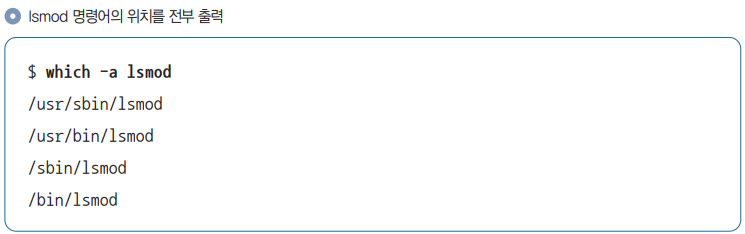 lsmod 명령어의 위치를 전부 출력
$ which -a lsmod
/usr/sbin/lsmod
/usr/bin/lsmod
/sbin/lsmod
/bin/lsmod